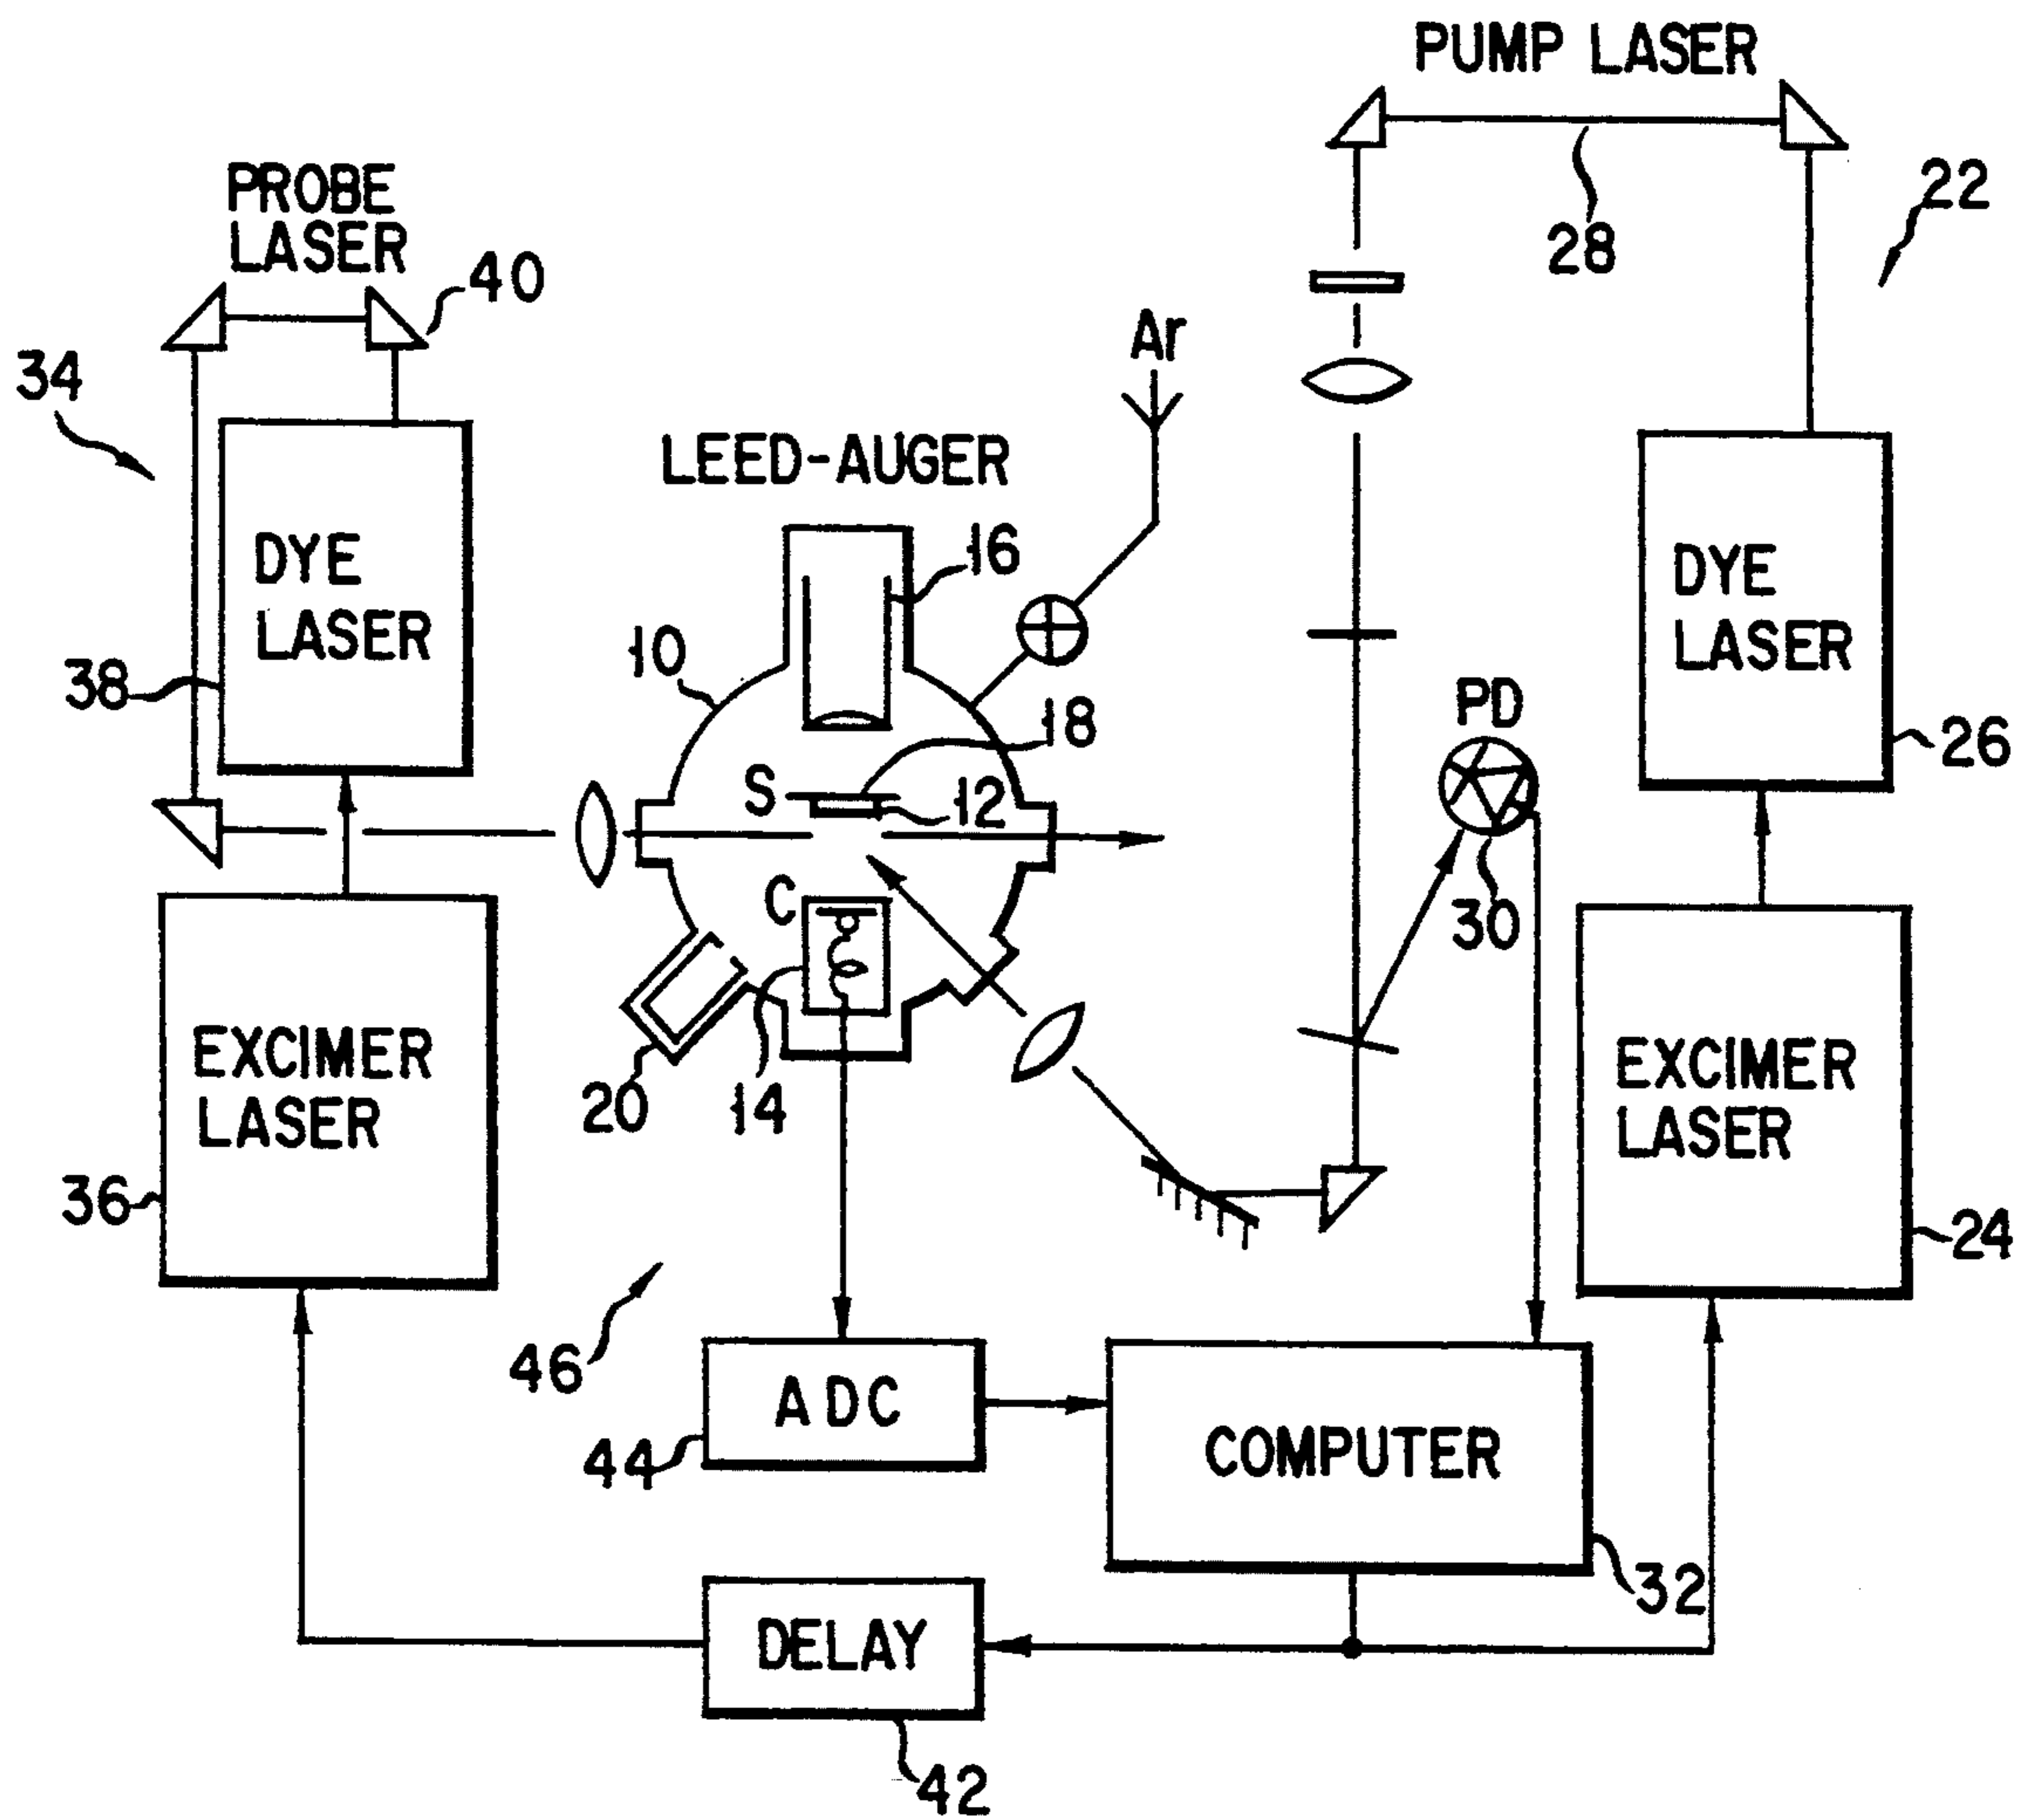 PUMP LASER
28
22
PROBE
LASER
40
34
Ar
LEED-AUGER
16
DYE
LASER
38
10
18
S
12
PD
30
DYE
LASER
26
C
20
14
EXCIMER
LASER
36
EXCIMER
LASER
24
46
ADC
44
COMPUTER
32
DELAY
42